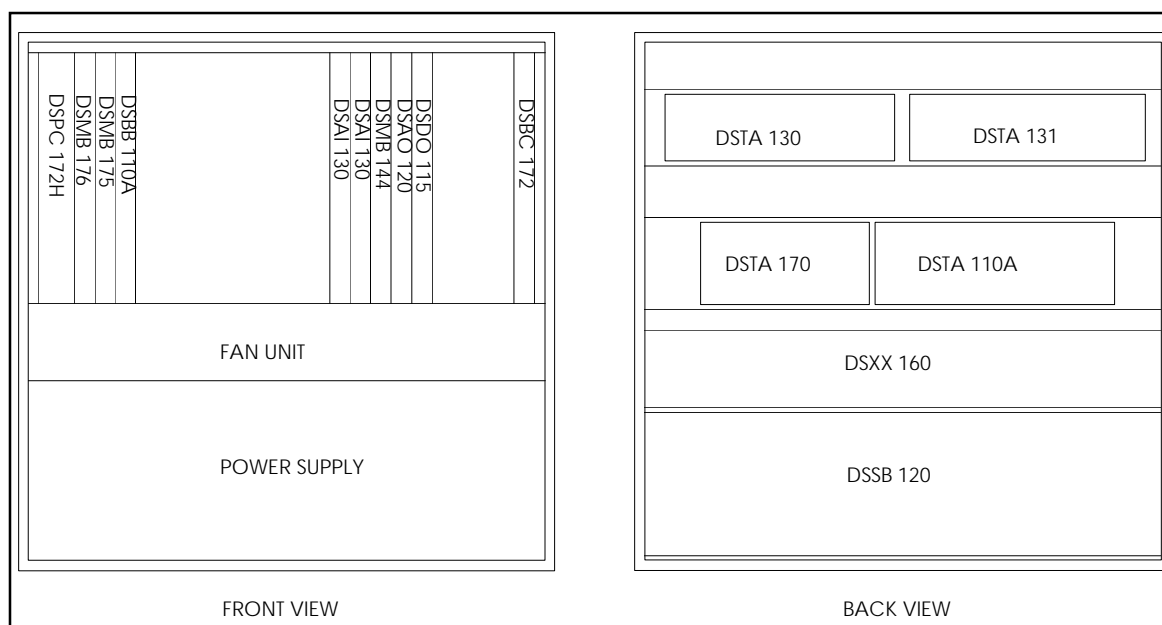 DSPC 172H
DSMB 176
DSMB 175
DSBB 110A
DSAI 130
DSAI 130
DSMB 144
DSAO 120
DSDO 115
DSBC 172
FAN UNIT
POWER SUPPLY
FRONT VIEW
DSTA 130
DSTA 131
DSTA 170
DSTA 110A
DSXX 160
DSSB 120
BACK VIEW